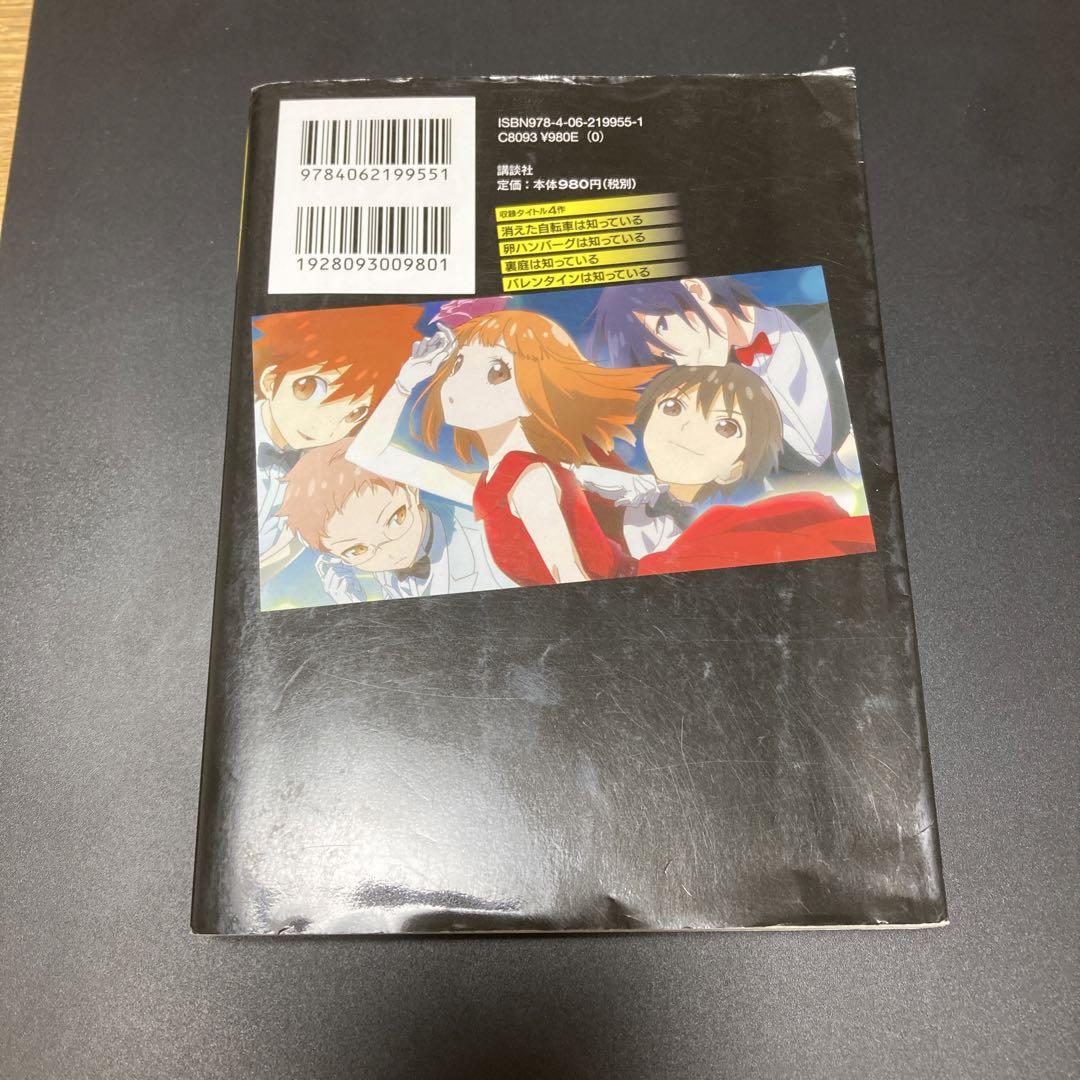 9784062199551
1928093009801
ISBN978-4-06-219955-1
C8093 ¥980E (0)
講談社
定価:本体980円(税別)
収録タイトル4作
消えた自転車は知っている
卵ハンバーグは知っている
裏庭は知っている
バレンタインは知っている